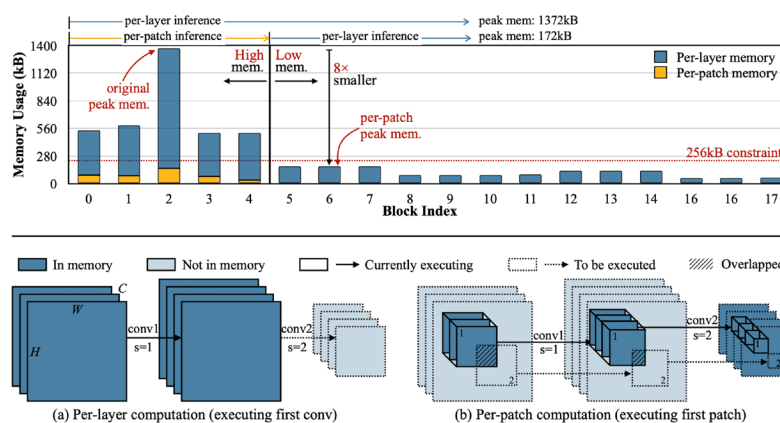 per-layer inference
peak mem: 1372kB
per-patch inference
per-layer inference
peak mem: 172kB
Memory Usage (kB)
1400
1120
840
560
280
0
original
peak mem.
High
mem.
Low
mem.
8×
smaller
per-patch
peak mem.
Per-layer memory
Per-patch memory
256kB constraint
0 1 2 3 4 5 6 7 8 9 10 11 12 13 14 16 16 17
Block Index
In memory
Not in memory
Currently executing
To be executed
Overlapped
C
W
H
conv1
s=1
conv2
s=2
1
2
conv1
s=1
1
2
conv2
s=2
1
2
(a) Per-layer computation (executing first conv)
(b) Per-patch computation (executing first patch)